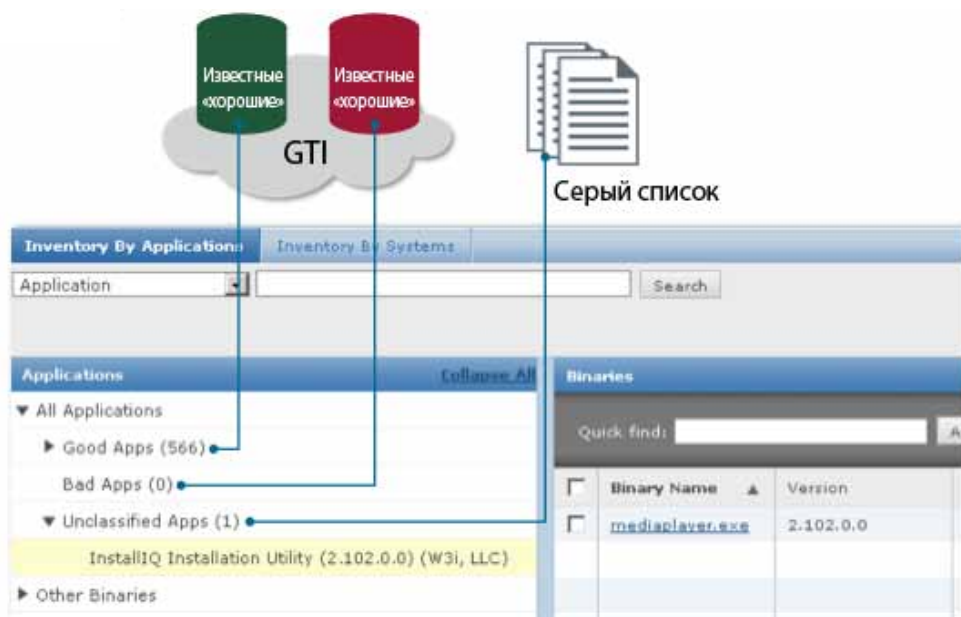 Известные «хорошие»
Известные «хорошие»
GTI
Серый список
Inventory By Applications
Inventory By Systems
Application
Search
Applications
Collapse All
Binaries
All Applications
Quick find:
A
Good Apps (566)
Bad Apps (0)
Binary Name
Version
Unclassified Apps (1)
mediaplayer.exe
2.102.0.0
InstallIQ Installation Utility (2.102.0.0) (W3i, LLC)
Other Binaries